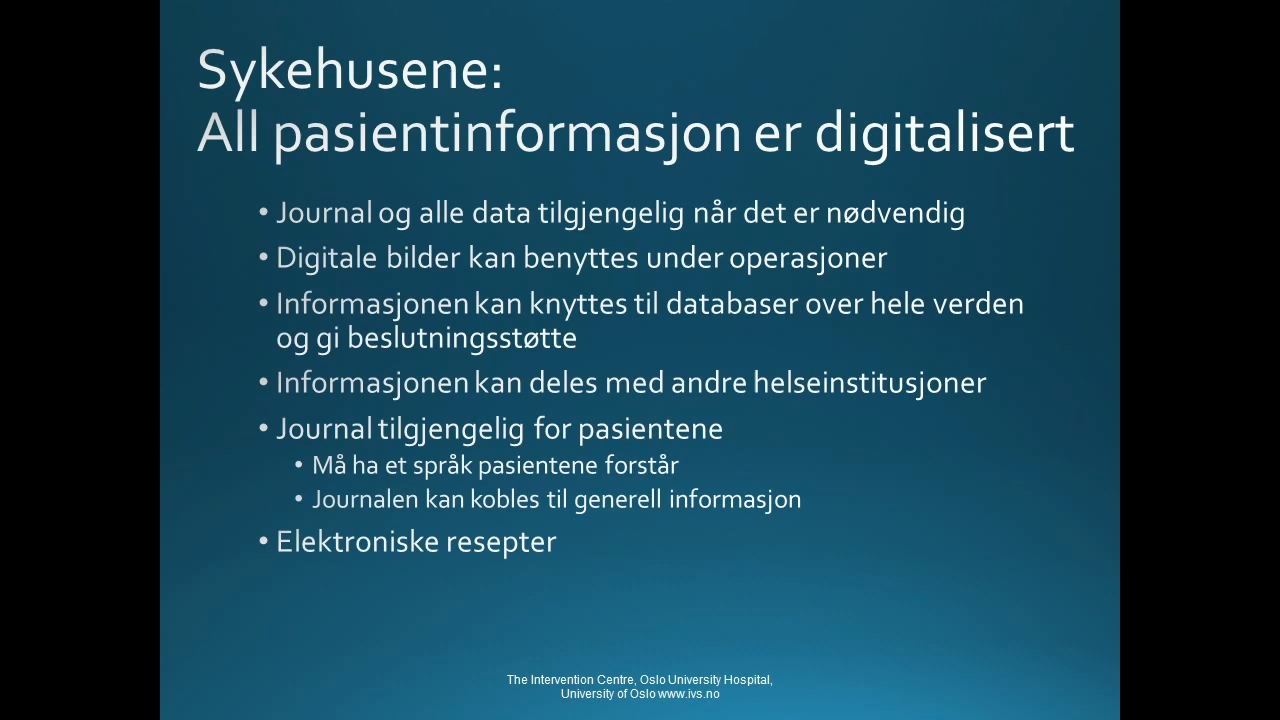 Sykehusene:
All pasientinformasjon er digitalisert
• Journal og alle data tilgjengelig når det er nødvendig
• Digitale bilder kan benyttes under operasjoner
• Informasjonen kan knyttes til databaser over hele verden
og gi beslutningsstøtte
• Informasjonen kan deles med andre helseinstitusjoner
• Journal tilgjengelig for pasientene
• Må ha et språk pasientene forstår
• Journalen kan kobles til generell informasjon
• Elektroniske resepter
The Intervention Centre, Oslo University Hospital,
University of Oslo www.ivs.no